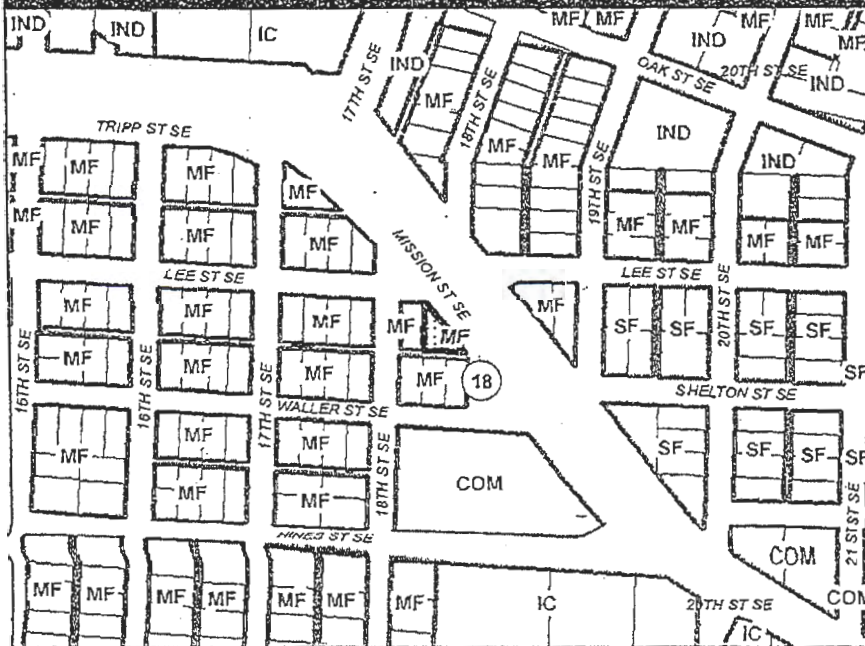 IND
IND
IC
MF
MF
MF
MF
IND
IND
20TH ST SE
OAK ST SE
IND
IND
MF
17TH ST SE
18TH ST SE
TRIPP ST SE
IND
IND
MF
MF
MF
MF
MF
MF
19TH ST SE
MF
MF
MF
MF
MF
MF
MF
MF
MF
MISSION ST SE
LEE ST SE
LEE ST SE
20TH ST SE
MF
MF
MF
MF
MF
MF
SF
SF
SF
SF
16TH ST SE
16TH ST SE
MF
MF
MF
MF
18
17TH ST SE
SF
SHELTON ST SE
WALLER ST SE
MF
MF
MF
SF
SF
SF
SF
18TH ST SE
COM
MF
MF
21 ST ST SE
HINES ST SE
COM
MF
MF
MF
MF
MF
MF
MF
IC
25TH ST SE
COM
IC